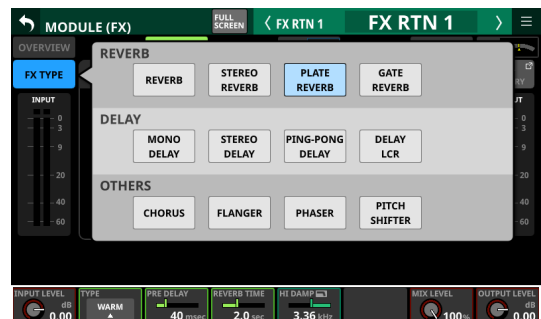 MODULE (FX)
FULL
SCREEN
FX RTN 1
FX RTN 1
OVERVIEW
FX TYPE
REVERB
REVERB
STEREO
REVERB
PLATE
REVERB
GATE
REVERB
RY
INPUT
UT
0
3
9
20
40
60
0
3
9
20
40
60
DELAY
MONO
DELAY
STEREO
DELAY
PING-PONG
DELAY
DELAY
LCR
OTHERS
CHORUS
FLANGER
PHASER
PITCH
SHIFTER
INPUT LEVEL
dB
0.00
TYPE
WARM
PRE DELAY
40 msec
REVERB TIME
2.0 sec
HI DAMP
3.36 kHz
MIX LEVEL
100%
OUTPUT LEVEL
dB
0.00